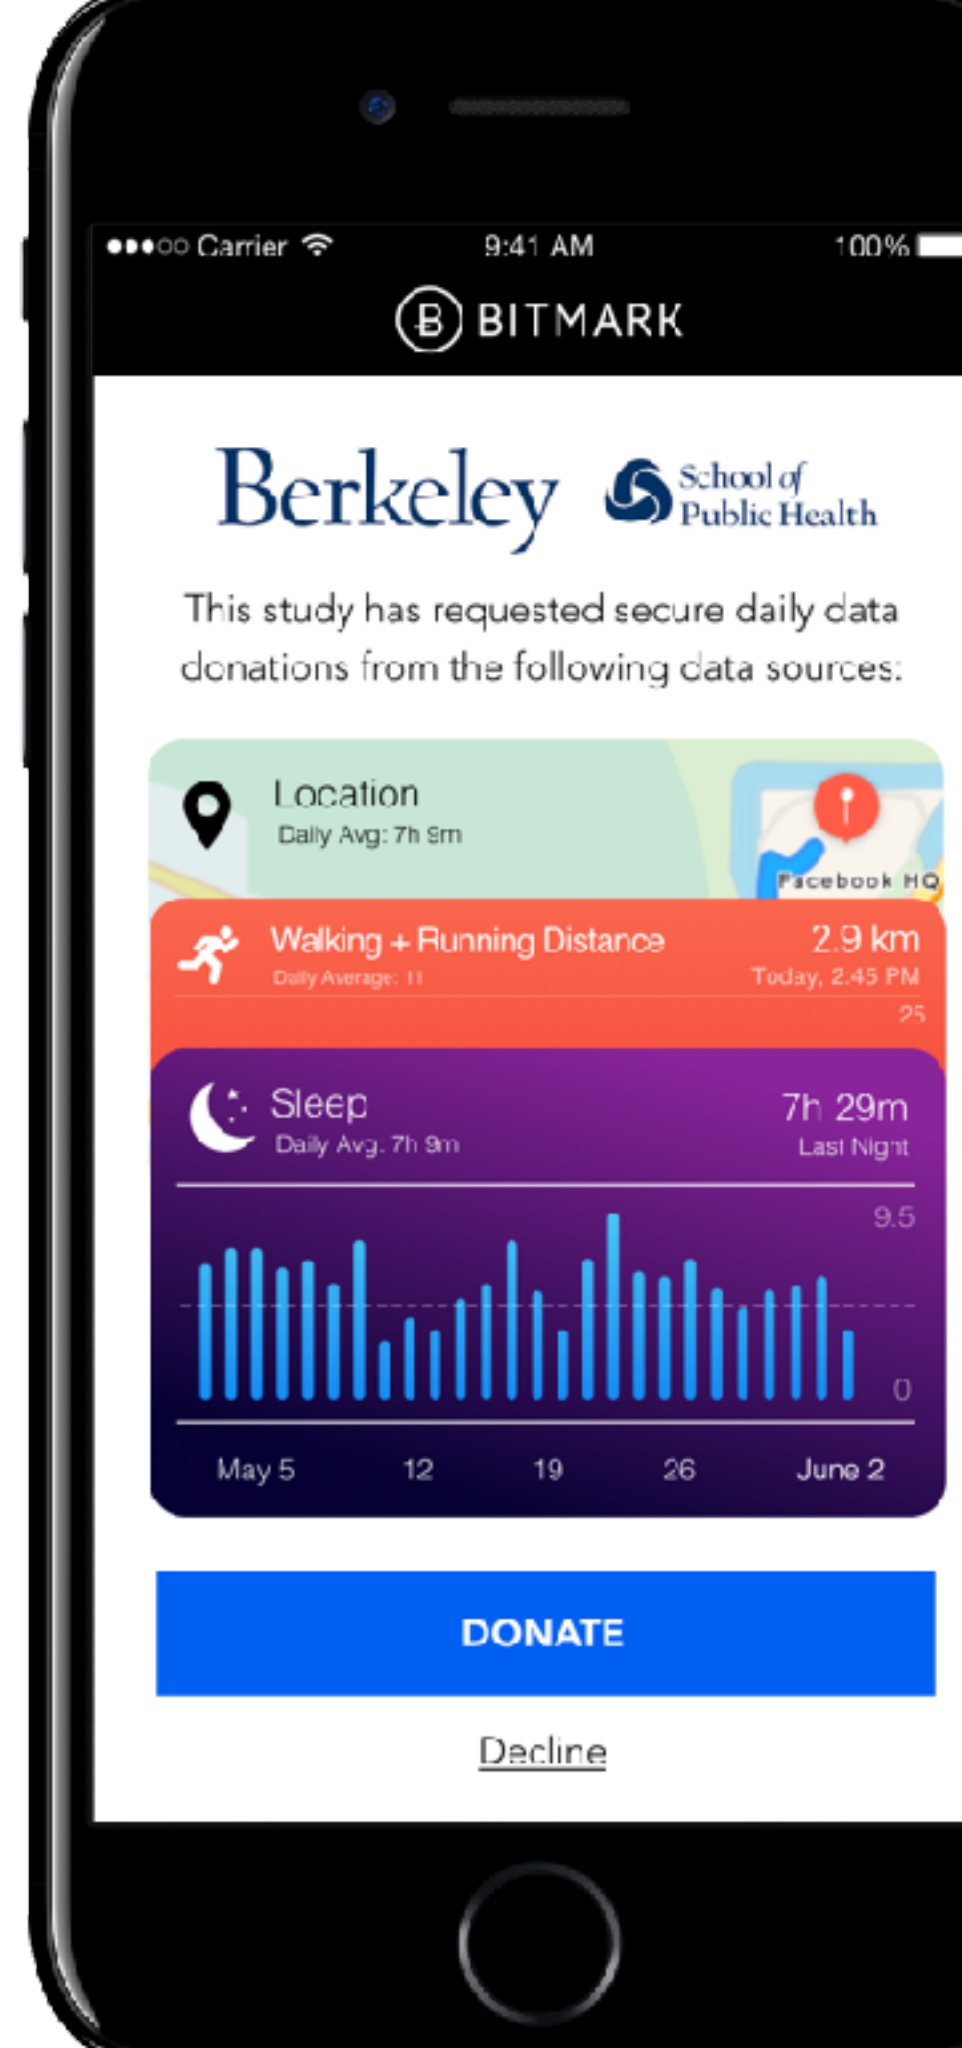 Carrier 9:41 AM 100%
BITMARK
Berkeley School of
Public Health
This study has requested secure daily data
donations from the following data sources:
Location
Daily Avg: 7h 9m
Facebook HQ
Walking + Running Distance 2.9 km
Daily Average: 11 Today, 2.45 PM
25
Sleep 7h 29m
Daily Avg. 7h 9m Last Night
9.5
0
May 5 12 19 26 June 2
DONATE
Decline